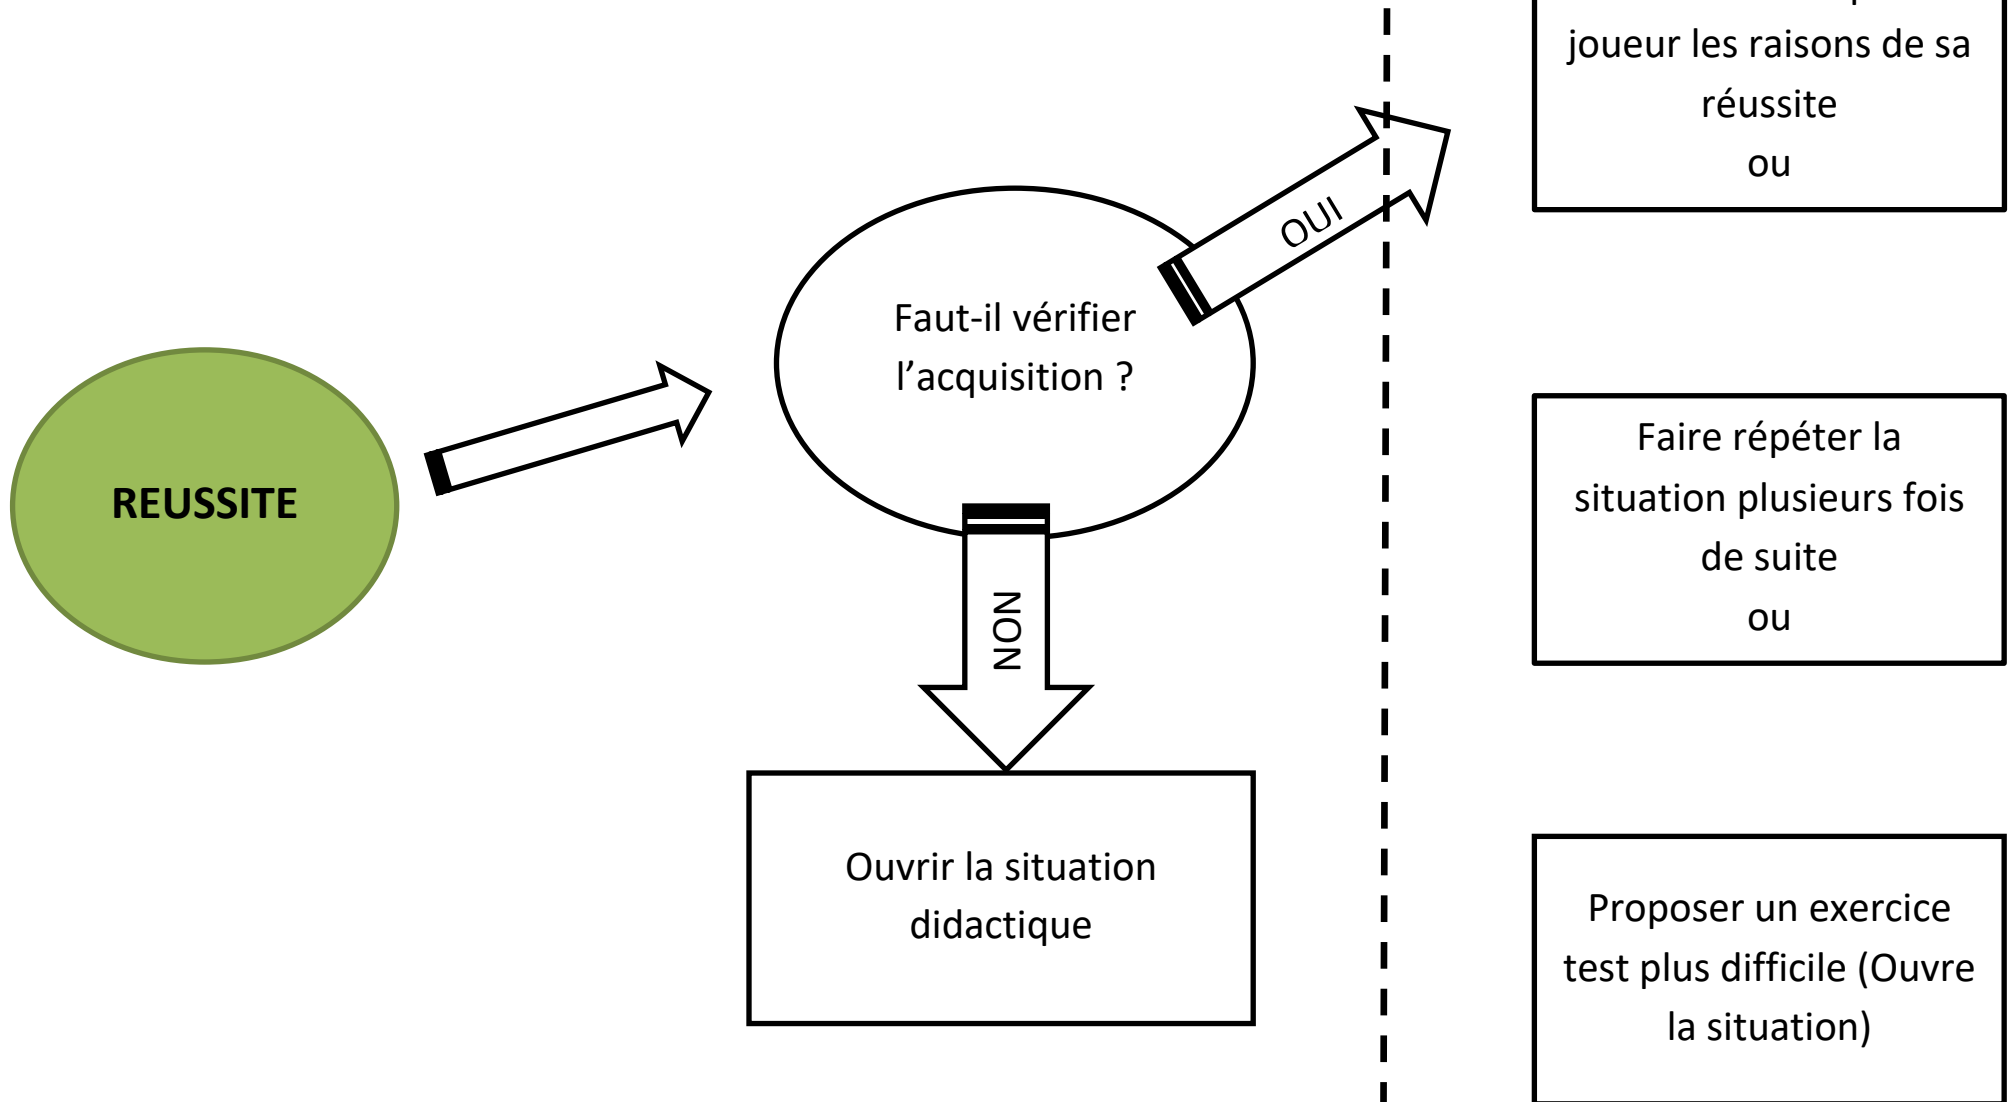 joueur les raisons de sa
réussite
ou
OUI
Faut-il vérifier
l’acquisition ?
REUSSITE
Faire répéter la
situation plusieurs fois
de suite
ou
NON
Ouvrir la situation
didactique
Proposer un exercice
test plus difficile (Ouvre
la situation)